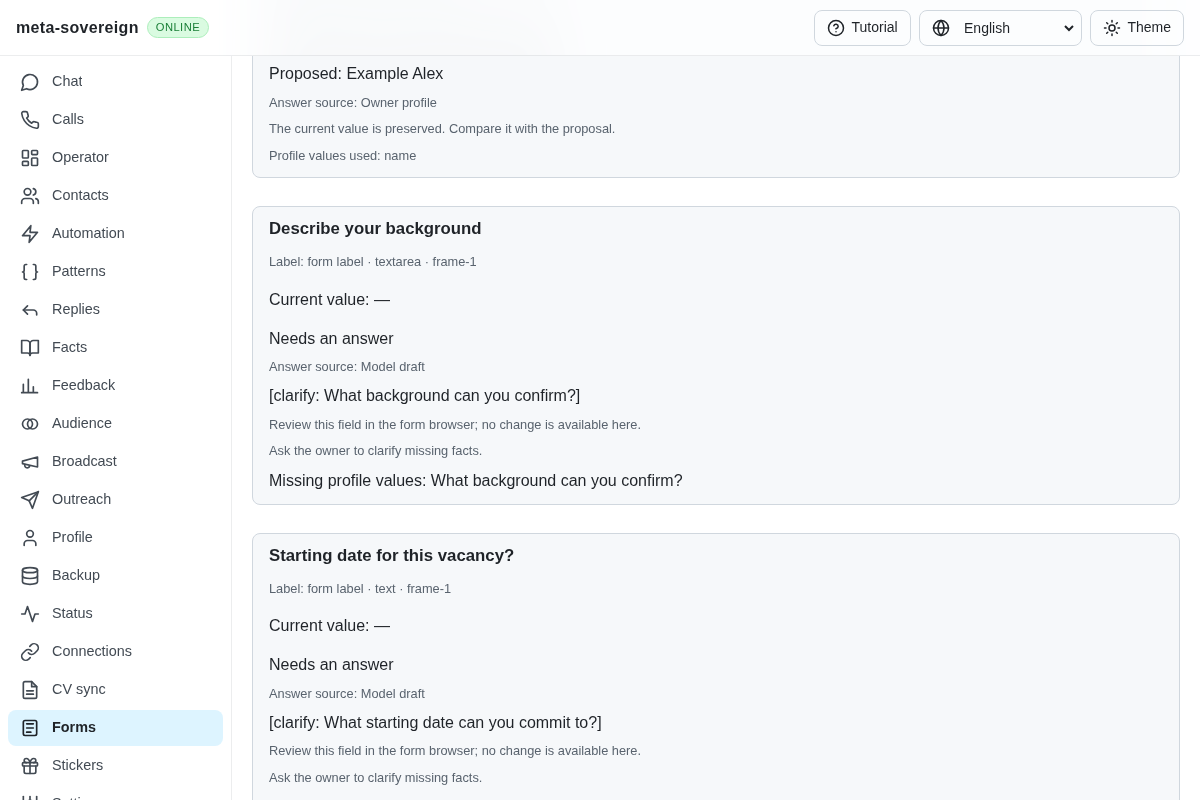 meta-sovereign
ONLINE
Tutorial
English
Theme
Chat
Calls
Operator
Contacts
Automation
Patterns
Replies
Facts
Feedback
Audience
Broadcast
Outreach
Profile
Backup
Status
Connections
CV sync
Forms
Stickers
Proposed: Example Alex
Answer source: Owner profile
The current value is preserved. Compare it with the proposal.
Profile values used: name
Describe your background
Label: form label · textarea · frame-1
Current value: —
Needs an answer
Answer source: Model draft
[clarify: What background can you confirm?]
Review this field in the form browser; no change is available here.
Ask the owner to clarify missing facts.
Missing profile values: What background can you confirm?
Starting date for this vacancy?
Label: form label · text · frame-1
Current value: —
Needs an answer
Answer source: Model draft
[clarify: What starting date can you commit to?]
Review this field in the form browser; no change is available here.
Ask the owner to clarify missing facts.